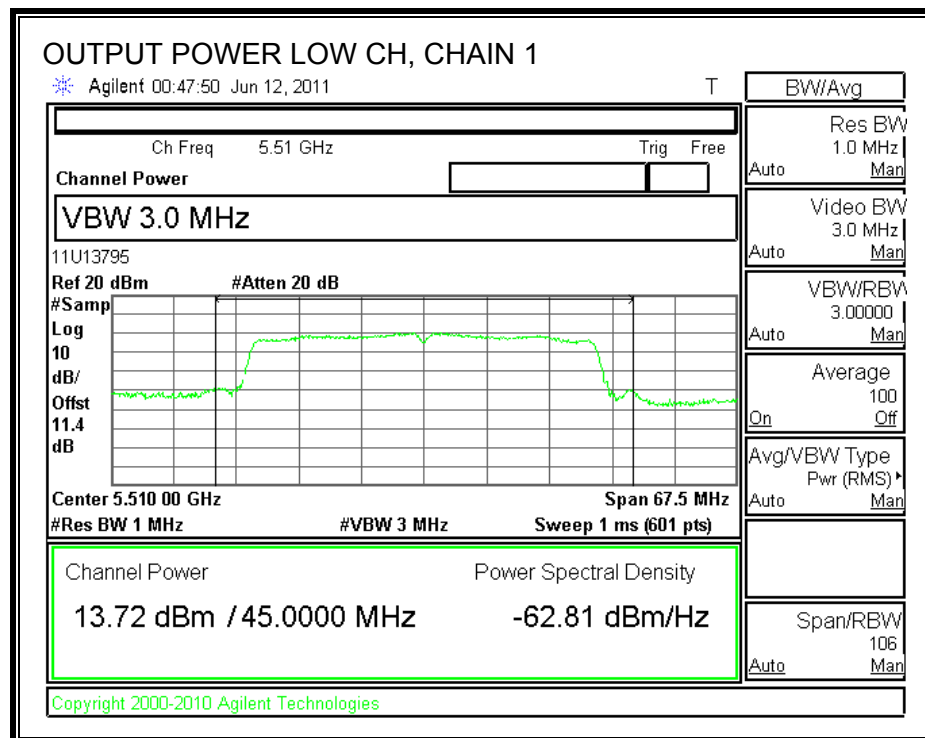 OUTPUT POWER LOW CH, CHAIN 1
Agilent 00:47:50 Jun 12, 2011 T
BW/Avg
Ch Freq 5.51 GHz Trig Free
Channel Power
VBW 3.0 MHz
11U13795
Ref 20 dBm #Atten 20 dB
#Samp
Log
10
dB/
Offst
11.4
dB
Center 5.510 00 GHz Span 67.5 MHz
#Res BW 1 MHz #VBW 3 MHz Sweep 1 ms (601 pts)
Channel Power Power Spectral Density
13.72 dBm / 45.0000 MHz -62.81 dBm/Hz
Res BW
1.0 MHz
Auto Man
Video BW
3.0 MHz
Auto Man
VBW/RBW
3.00000
Auto Man
Average
100
On Off
Avg/VBW Type
Pwr (RMS)
Auto Man
Span/RBW
106
Auto Man
Copyright 2000-2010 Agilent Technologies